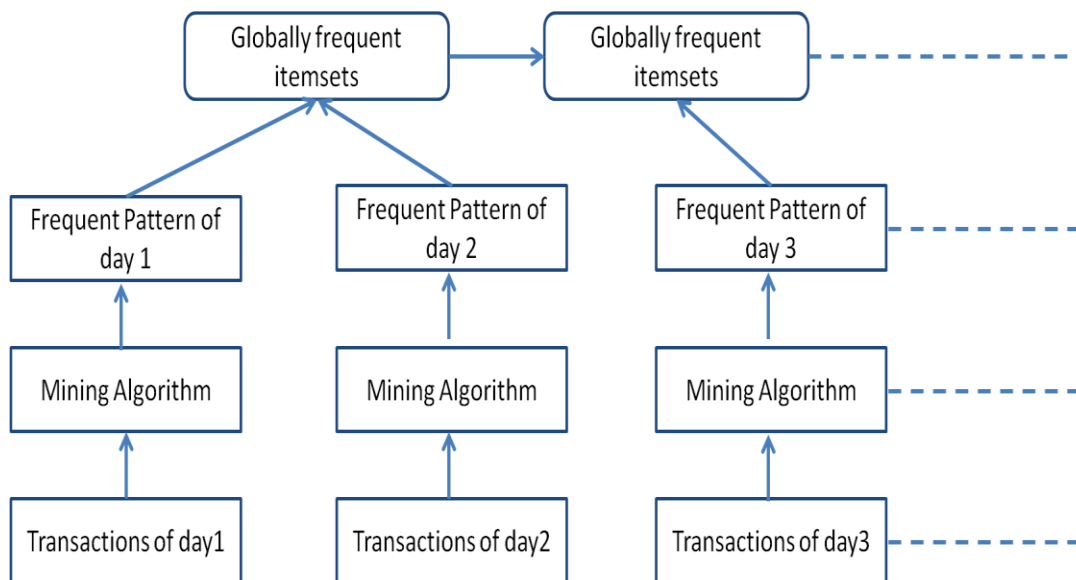 Globally frequent
itemsets
Globally frequent
itemsets
Frequent Pattern of
day 1
Frequent Pattern of
day 2
Frequent Pattern of
day 3
Mining Algorithm
Mining Algorithm
Mining Algorithm
Transactions of day1
Transactions of day2
Transactions of day3